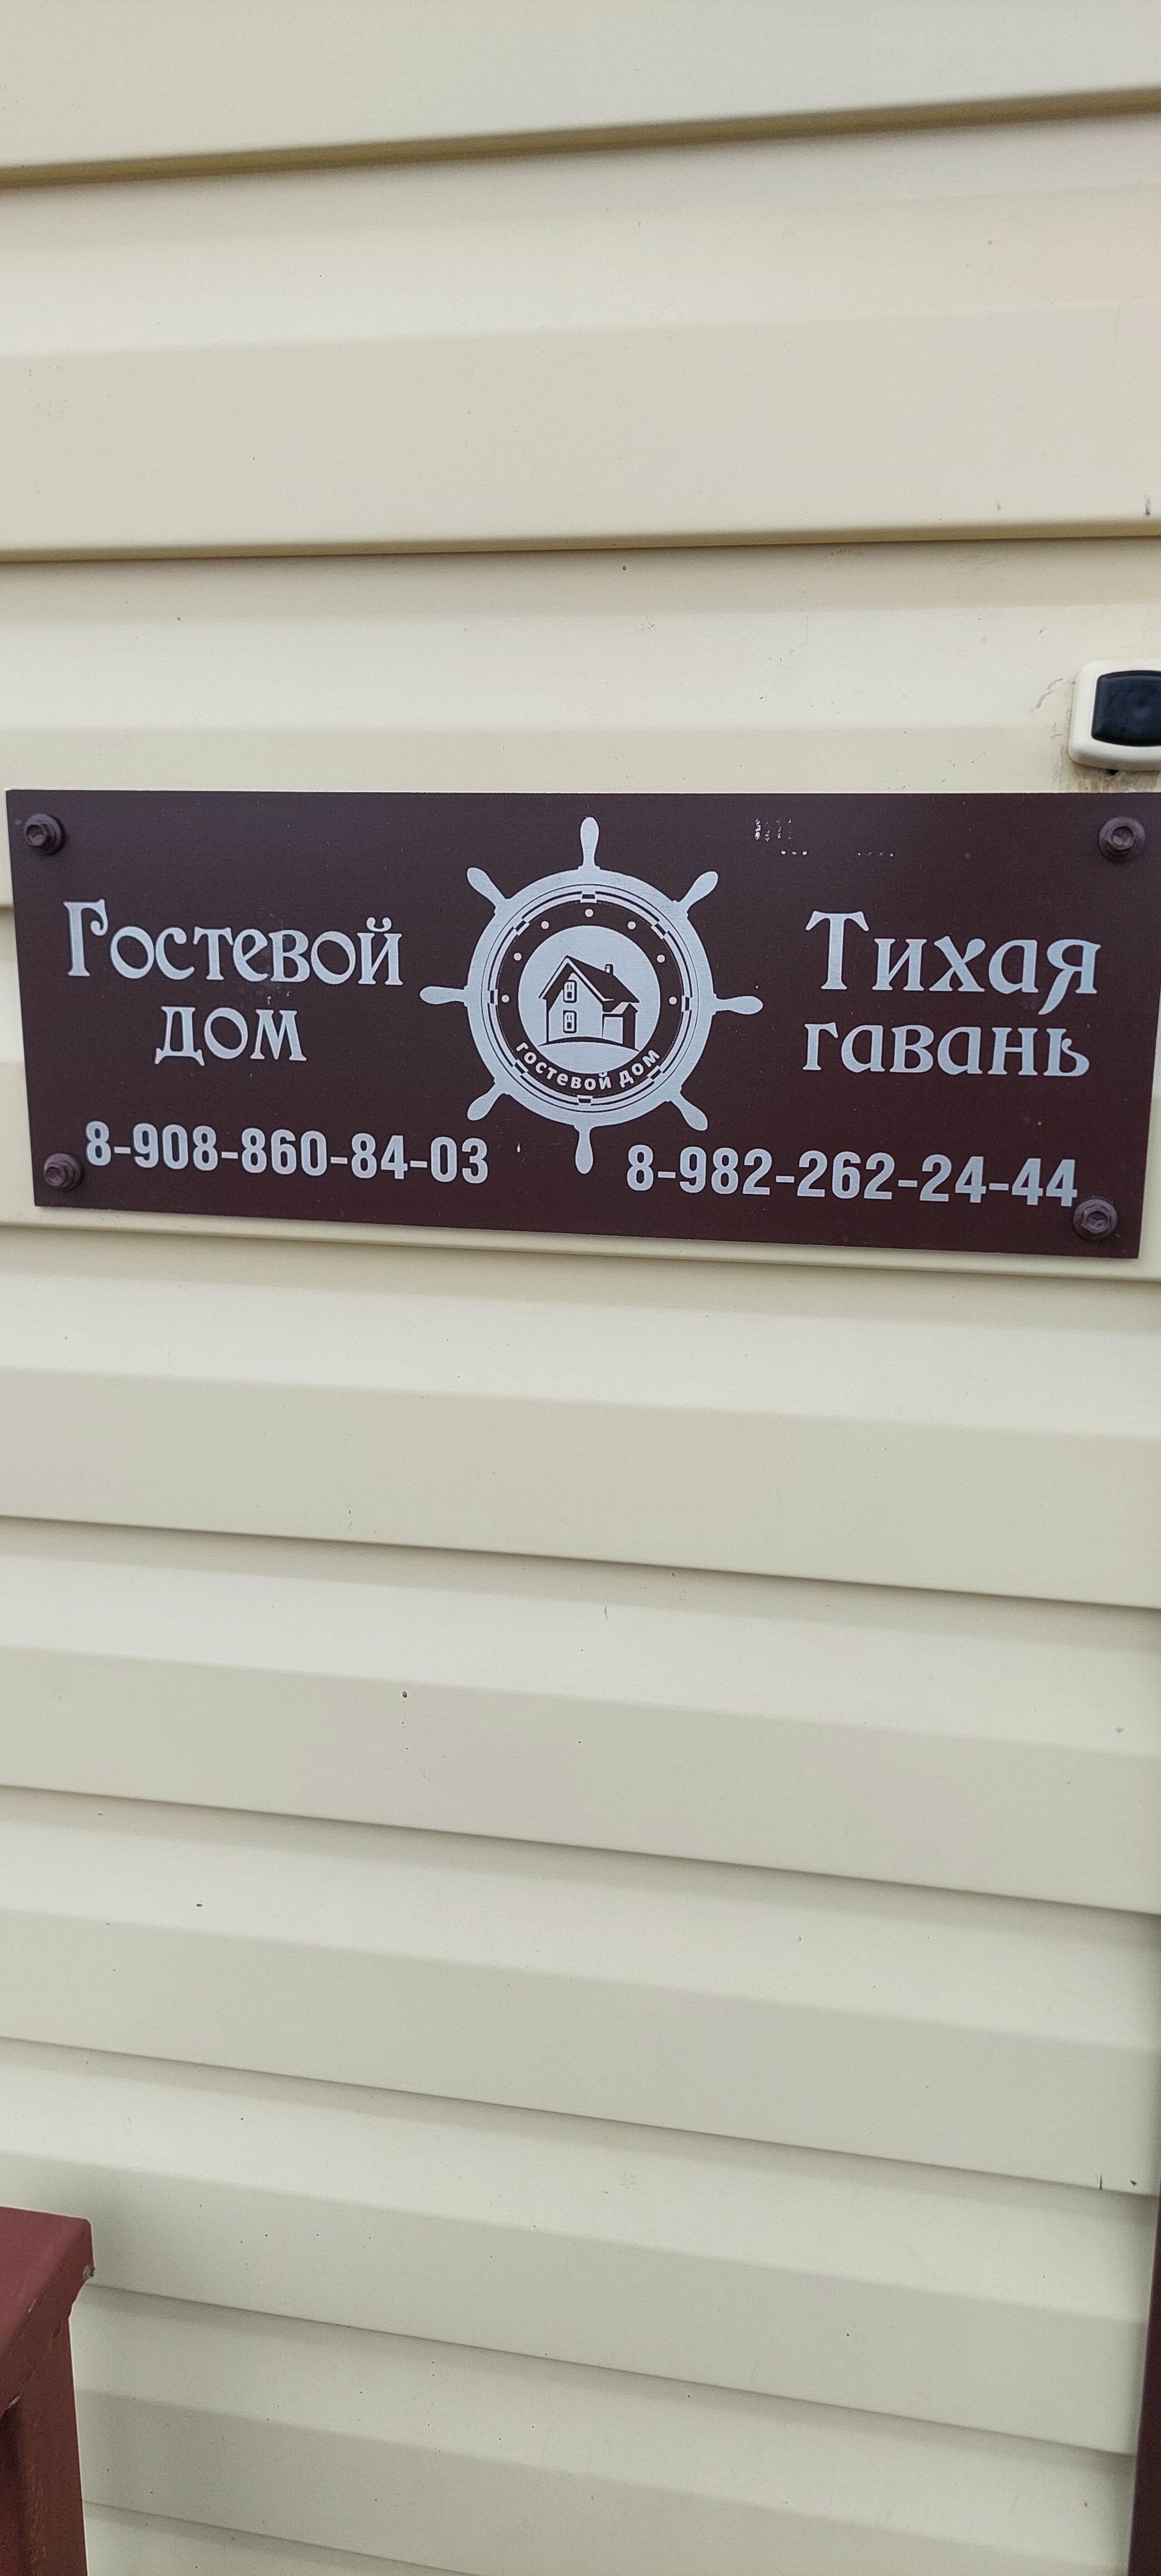 Гостевой
дом
8-908-860-84-03
гостевой дом
Тихая
гавань
8-982-262-24-44